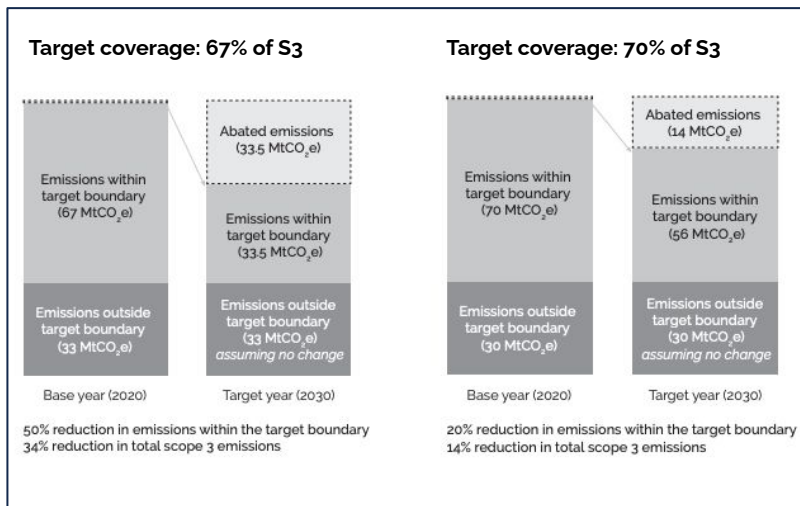 Target coverage: 67% of S3
Abated emissions
(33.5 MtCO₂e)
Emissions within
target boundary
(67 MtCO₂e)
Emissions within
target boundary
(33.5 MtCO₂e)
Emissions outside
target boundary
(33 MtCO₂e)
Emissions outside
target boundary
(33 MtCO₂e)
assuming no change
Base year (2020)
Target year (2030)
50% reduction in emissions within the target boundary
34% reduction in total scope 3 emissions
Target coverage: 70% of S3
Abated emissions
(14 MtCO₂e)
Emissions within
target boundary
(70 MtCO₂e)
Emissions within
target boundary
(56 MtCO₂e)
Emissions outside
target boundary
(30 MtCO₂e)
Emissions outside
target boundary
(30 MtCO₂e)
assuming no change
Base year (2020)
Target year (2030)
20% reduction in emissions within the target boundary
14% reduction in total scope 3 emissions